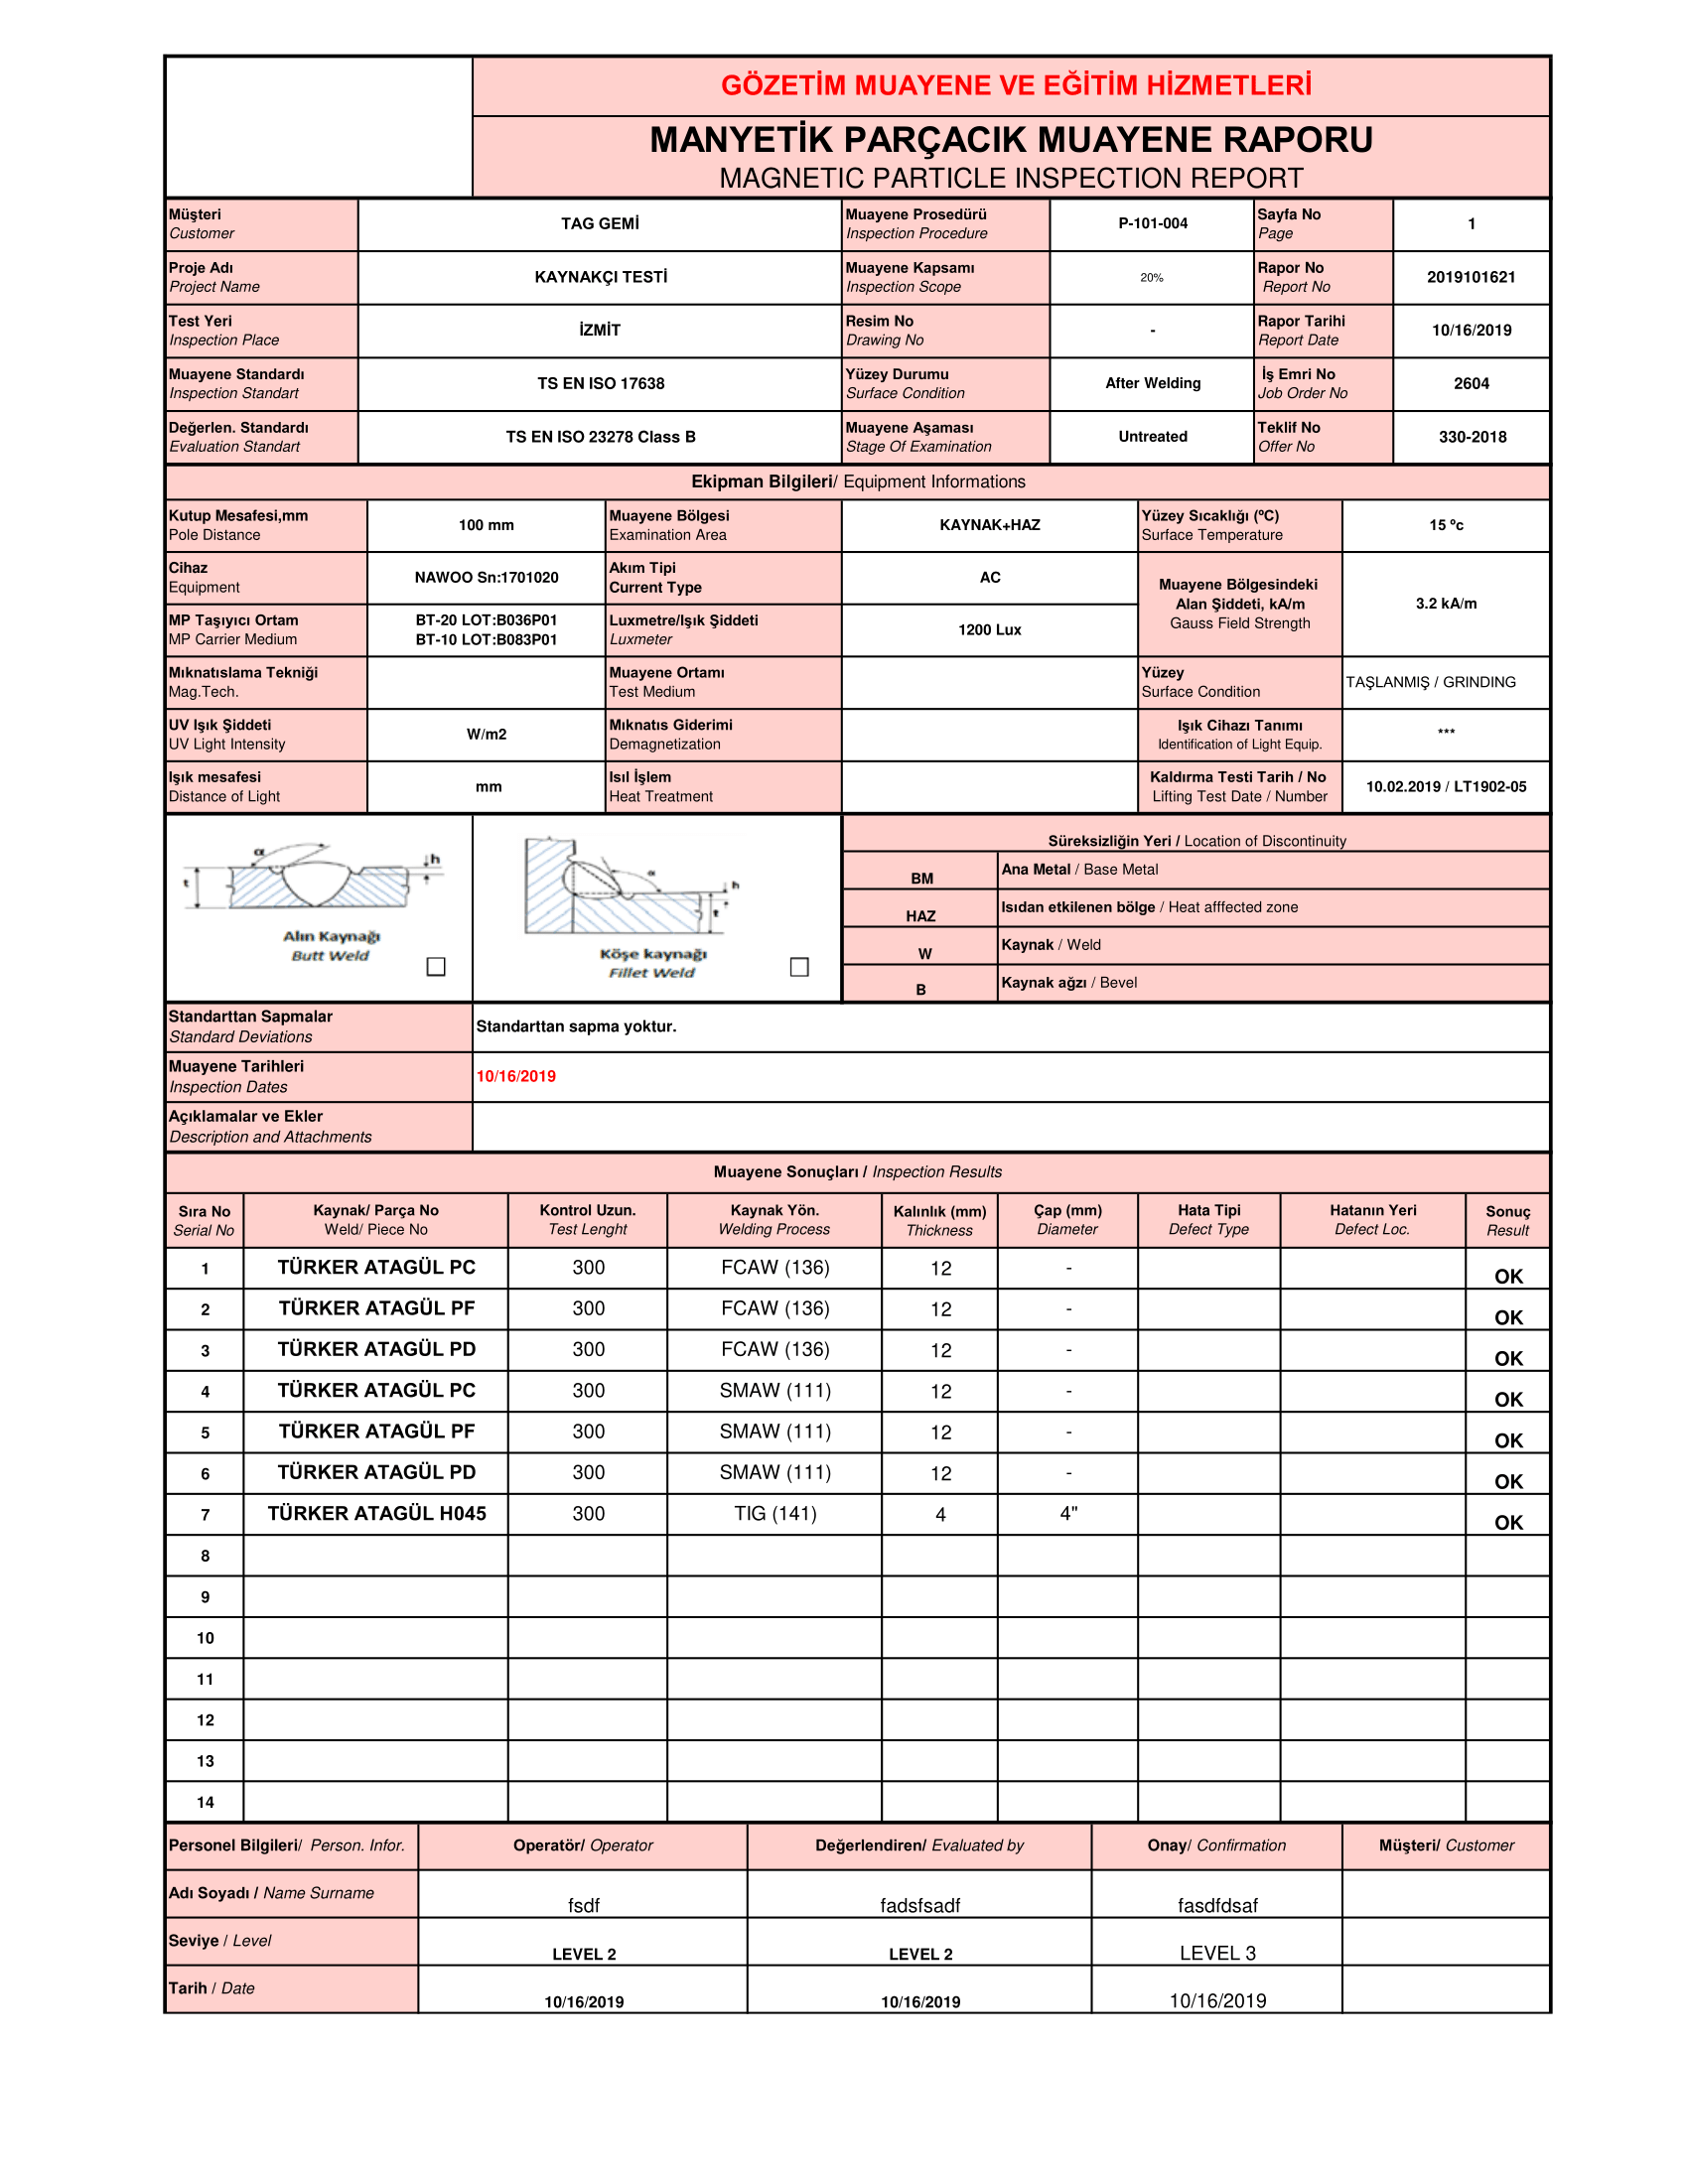 GÖZETİM MUAYENE VE EĞİTİM HİZMETLERİ
MANYETİK PARÇACIK MUAYENE RAPORU
MAGNETIC PARTICLE INSPECTION REPORT
Müşteri
Customer
TAG GEMİ
Muayene Prosedürü
Inspection Procedure
P-101-004
Sayfa No
Page
1
Proje Adı
Project Name
KAYNAKÇI TESTİ
Muayene Kapsamı
Inspection Scope
20%
Rapor No
Report No
2019101621
Test Yeri
Inspection Place
İZMİT
Resim No
Drawing No
-
Rapor Tarihi
Report Date
10/16/2019
Muayene Standardı
Inspection Standart
TS EN ISO 17638
Yüzey Durumu
Surface Condition
After Welding
İş Emri No
Job Order No
2604
Değerlen. Standardı
Evaluation Standart
TS EN ISO 23278 Class B
Muayene Aşaması
Stage Of Examination
Untreated
Teklif No
Offer No
330-2018
Ekipman Bilgileri/ Equipment Informations
Kutup Mesafesi,mm
Pole Distance
100 mm
Muayene Bölgesi
Examination Area
KAYNAK+HAZ
Yüzey Sıcaklığı (ºC)
Surface Temperature
15 ºc
Cihaz
Equipment
NAWOO Sn:1701020
Akım Tipi
Current Type
AC
Muayene Bölgesindeki
Alan Şiddeti, kA/m
Gauss Field Strength
3.2 kA/m
MP Taşıyıcı Ortam
MP Carrier Medium
BT-20 LOT:B036P01
BT-10 LOT:B083P01
Luxmetre/Işık Şiddeti
Luxmeter
1200 Lux
Mıknatıslama Tekniği
Mag.Tech.
Muayene Ortamı
Test Medium
Yüzey
Surface Condition
TAŞLANMIŞ / GRINDING
UV Işık Şiddeti
UV Light Intensity
W/m2
Mıknatıs Giderimi
Demagnetization
Işık Cihazı Tanımı
Identification of Light Equip.
***
Işık mesafesi
Distance of Light
mm
Isıl İşlem
Heat Treatment
Kaldırma Testi Tarih / No
Lifting Test Date / Number
10.02.2019 / LT1902-05
α
h
t
Alın Kaynağı
Butt Weld
α
h
t
Köşe kaynağı
Fillet Weld
Süreksizliğin Yeri / Location of Discontinuity
BM
Ana Metal / Base Metal
HAZ
Isıdan etkilenen bölge / Heat afffected zone
W
Kaynak / Weld
B
Kaynak ağzı / Bevel
Standarttan Sapmalar
Standard Deviations
Standarttan sapma yoktur.
Muayene Tarihleri
Inspection Dates
10/16/2019
Açıklamalar ve Ekler
Description and Attachments
Muayene Sonuçları / Inspection Results
Sıra No
Serial No
Kaynak/ Parça No
Weld/ Piece No
Kontrol Uzun.
Test Lenght
Kaynak Yön.
Welding Process
Kalınlık (mm)
Thickness
Çap (mm)
Diameter
Hata Tipi
Defect Type
Hatanın Yeri
Defect Loc.
Sonuç
Result
1 TÜRKER ATAGÜL PC 300 FCAW (136) 12 - OK
2 TÜRKER ATAGÜL PF 300 FCAW (136) 12 - OK
3 TÜRKER ATAGÜL PD 300 FCAW (136) 12 - OK
4 TÜRKER ATAGÜL PC 300 SMAW (111) 12 - OK
5 TÜRKER ATAGÜL PF 300 SMAW (111) 12 - OK
6 TÜRKER ATAGÜL PD 300 SMAW (111) 12 - OK
7 TÜRKER ATAGÜL H045 300 TIG (141) 4 4" OK
8
9
10
11
12
13
14
Personel Bilgileri/ Person. Infor. Operatör/ Operator Değerlendiren/ Evaluated by Onay/ Confirmation Müşteri/ Customer
Adı Soyadı / Name Surname fsdf fadsfsadf fasdfdsaf
Seviye / Level LEVEL 2 LEVEL 2 LEVEL 3
Tarih / Date 10/16/2019 10/16/2019 10/16/2019